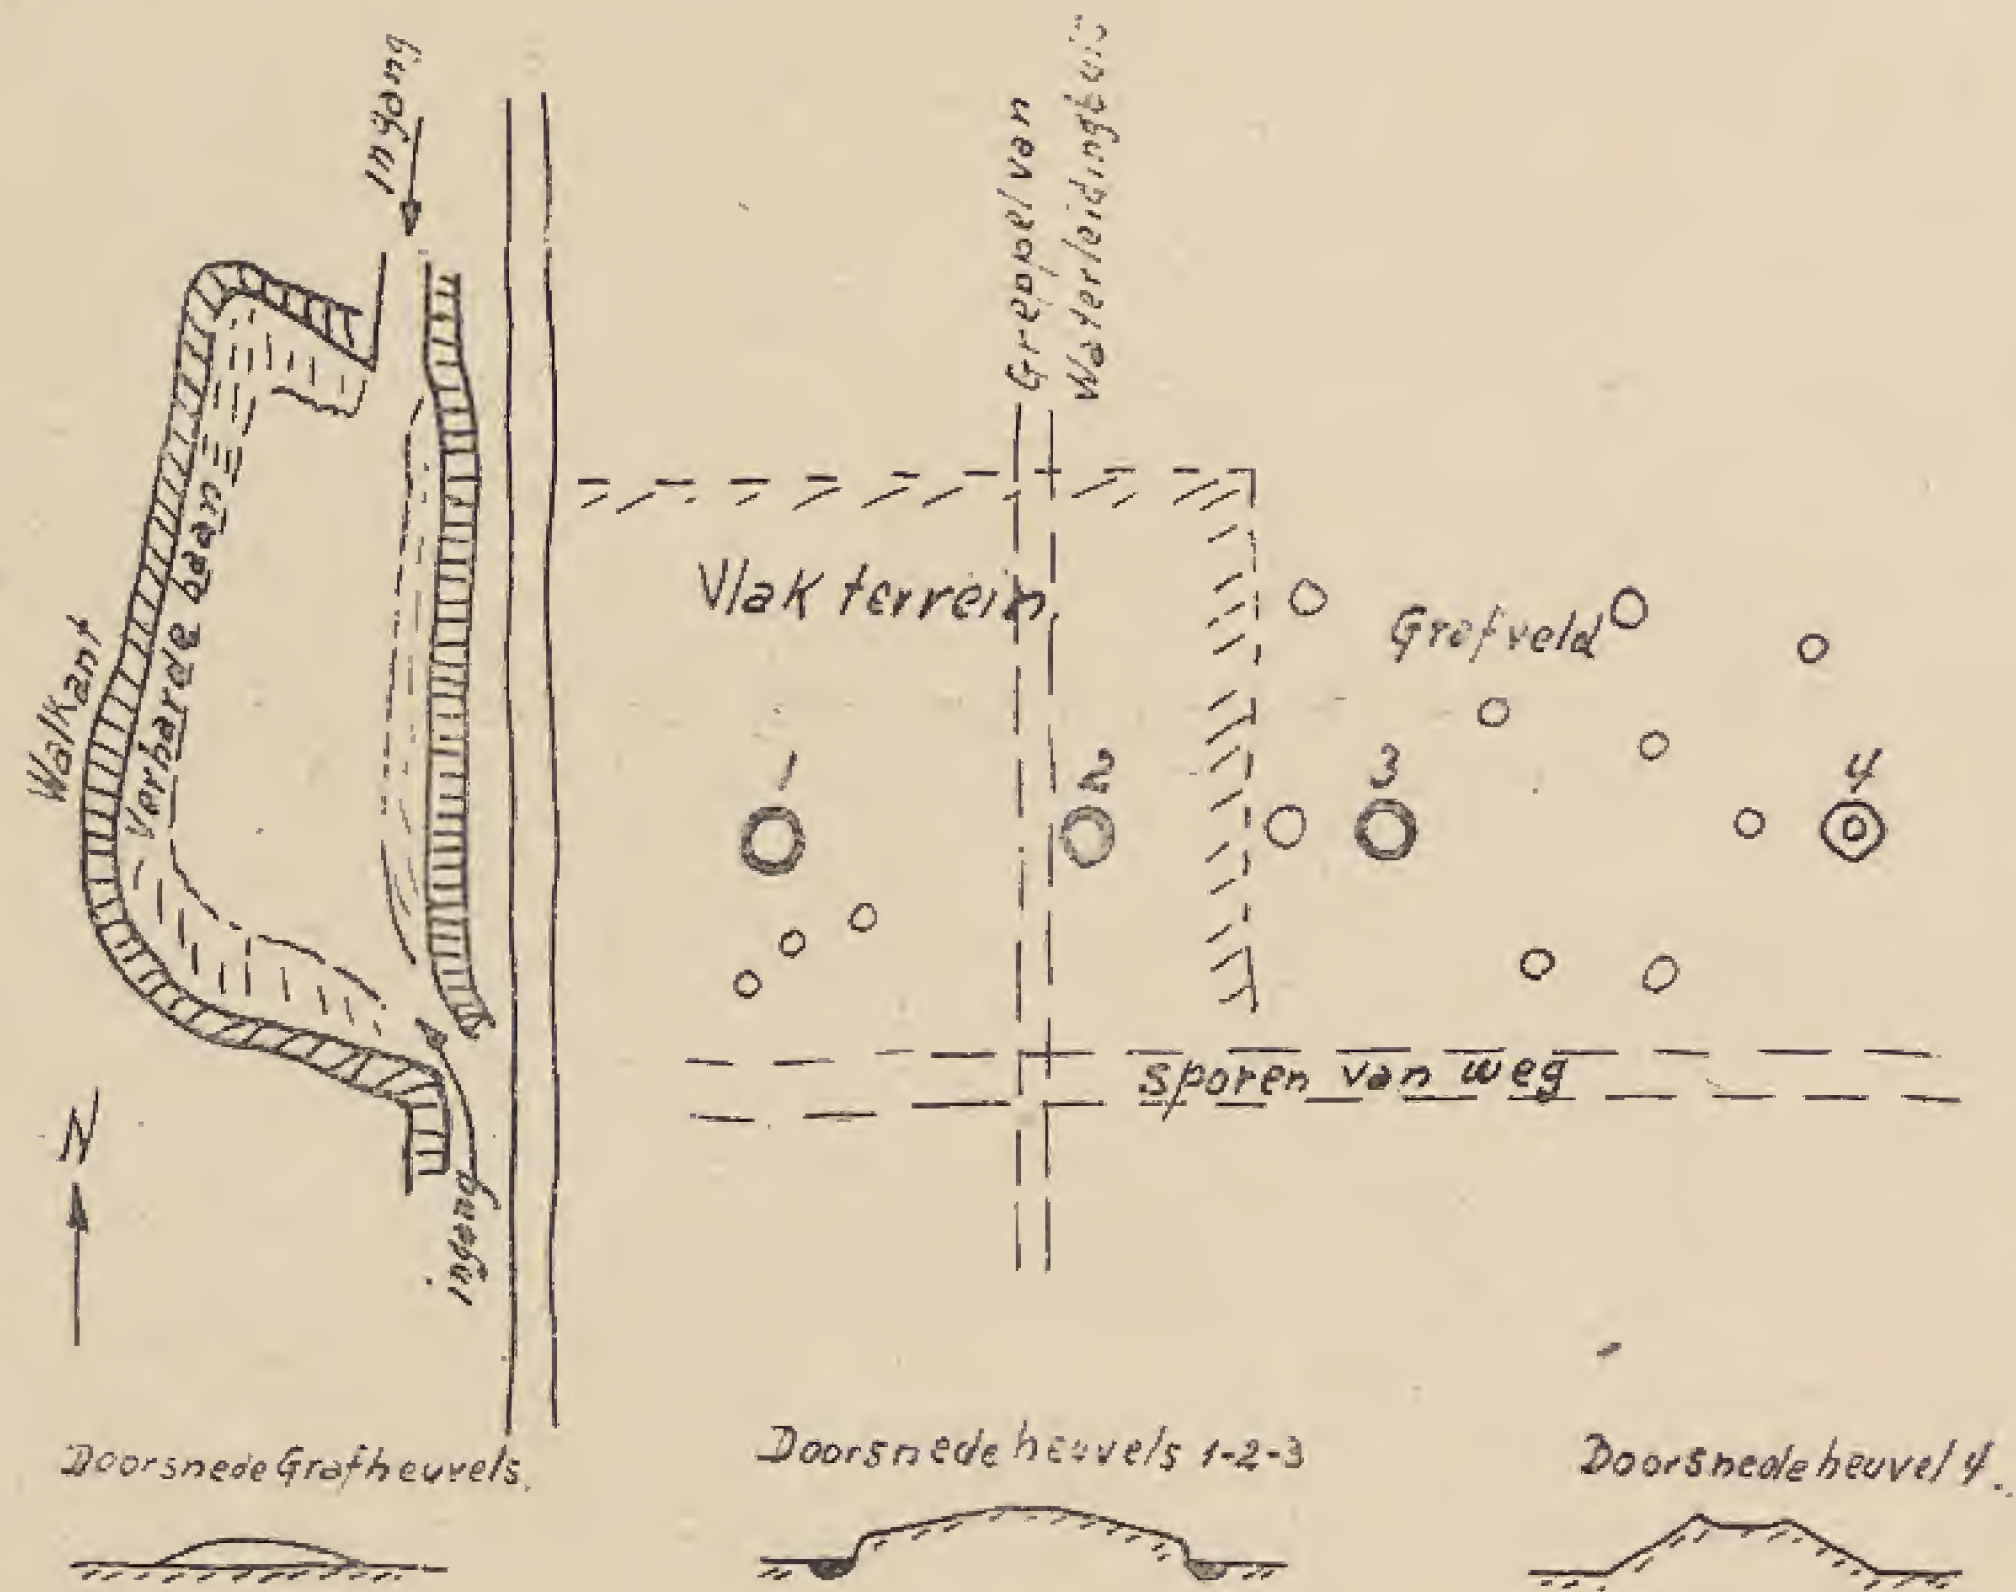 Ingang
Greppel van
Waterleidingbuis
Walkant
Verharde baan
Vlak terrein.
Grafveld
1
2
3
4
sporen van weg
N
ingang
Doorsnede Grafheuvels.
Doorsnede heuvels 1-2-3
Doorsnede heuvel 4.